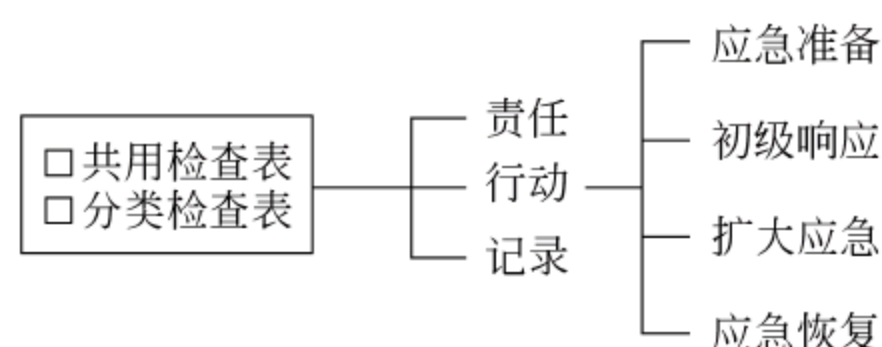 □共用检查表
□分类检查表
责任
行动
记录
应急准备
初级响应
扩大应急
应急恢复